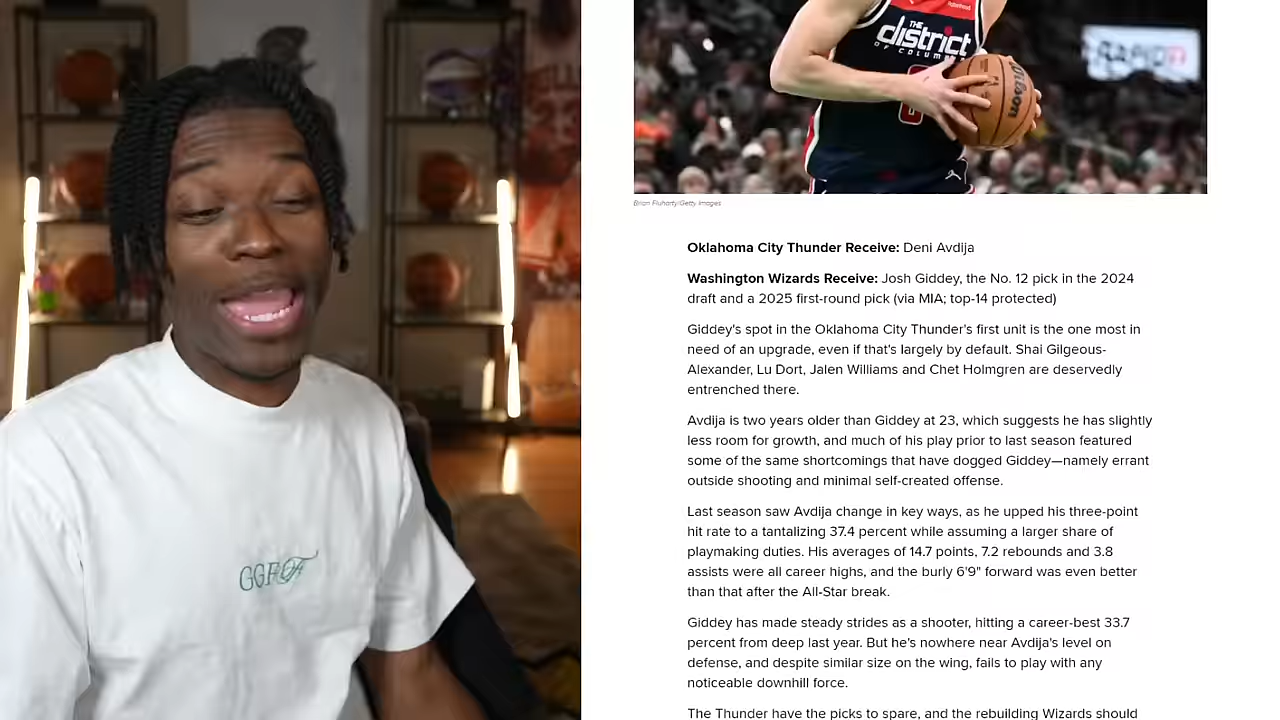 THE
district
OF COLUM
Wilson
GGF
Brian Fluharty/Getty Images
Oklahoma City Thunder Receive: Deni Avdija
Washington Wizards Receive: Josh Giddey, the No. 12 pick in the 2024
draft and a 2025 first-round pick (via MIA; top-14 protected)
Giddey's spot in the Oklahoma City Thunder's first unit is the one most in
need of an upgrade, even if that's largely by default. Shai Gilgeous-
Alexander, Lu Dort, Jalen Williams and Chet Holmgren are deservedly
entrenched there.
Avdija is two years older than Giddey at 23, which suggests he has slightly
less room for growth, and much of his play prior to last season featured
some of the same shortcomings that have dogged Giddey—namely errant
outside shooting and minimal self-created offense.
Last season saw Avdija change in key ways, as he upped his three-point
hit rate to a tantalizing 37.4 percent while assuming a larger share of
playmaking duties. His averages of 14.7 points, 7.2 rebounds and 3.8
assists were all career highs, and the burly 6'9" forward was even better
than that after the All-Star break.
Giddey has made steady strides as a shooter, hitting a career-best 33.7
percent from deep last year. But he's nowhere near Avdija's level on
defense, and despite similar size on the wing, fails to play with any
noticeable downhill force.
The Thunder have the picks to spare, and the rebuilding Wizards should